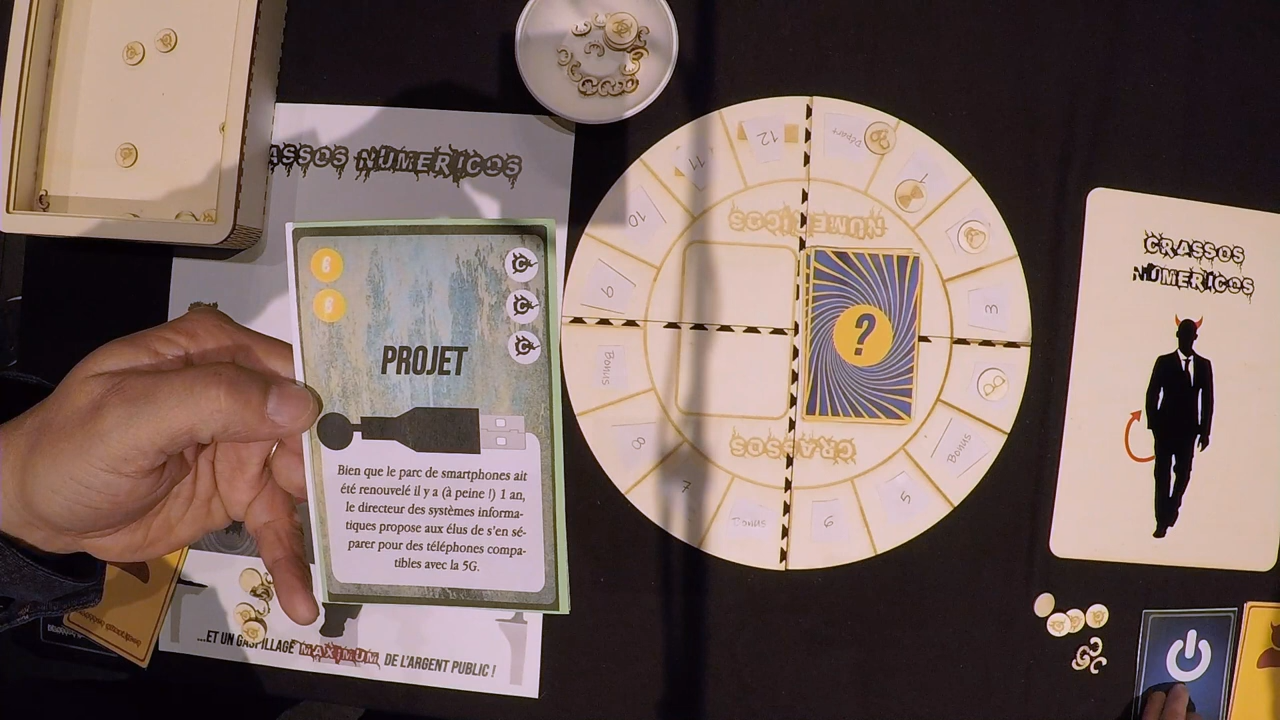 ASSOS NUMERICOS
PROJET
Bien que le parc de smartphones ait
été renouvelé il y a (à peine !) 1 an,
le directeur des systèmes informa-
tiques propose aux élus de s'en sé-
parer pour des téléphones compa-
tibles avec la 5G.
...ET UN GASPILLAGE MAXIMUM DE L'ARGENT PUBLIC !
Départ
1
3
Bonus
5
6
Bonus
7
8
Bonus
9
10
11
12
NUMERICOS
CRASSOS
?
CRASSOS
NUMERICOS